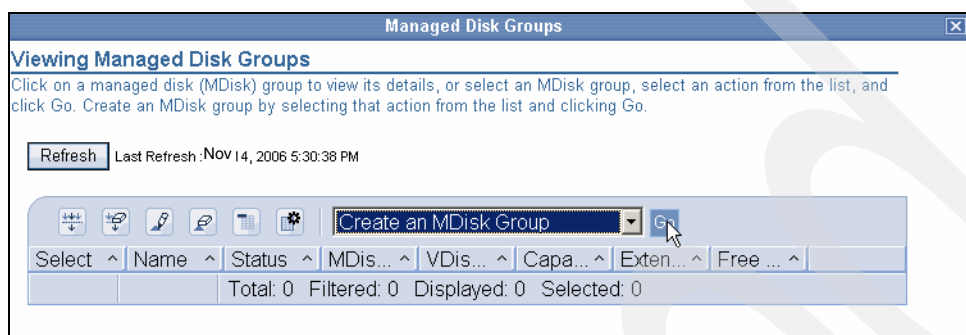 Managed Disk Groups
Viewing Managed Disk Groups
Click on a managed disk (MDisk) group to view its details, or select an MDisk group, select an action from the list, and
click Go. Create an MDisk group by selecting that action from the list and clicking Go.
Refresh Last Refresh :Nov 14, 2006 5:30:38 PM
Create an MDisk Group Go
Select Name Status MDis... VDis... Capa... Exten... Free ...
Total: 0 Filtered: 0 Displayed: 0 Selected: 0